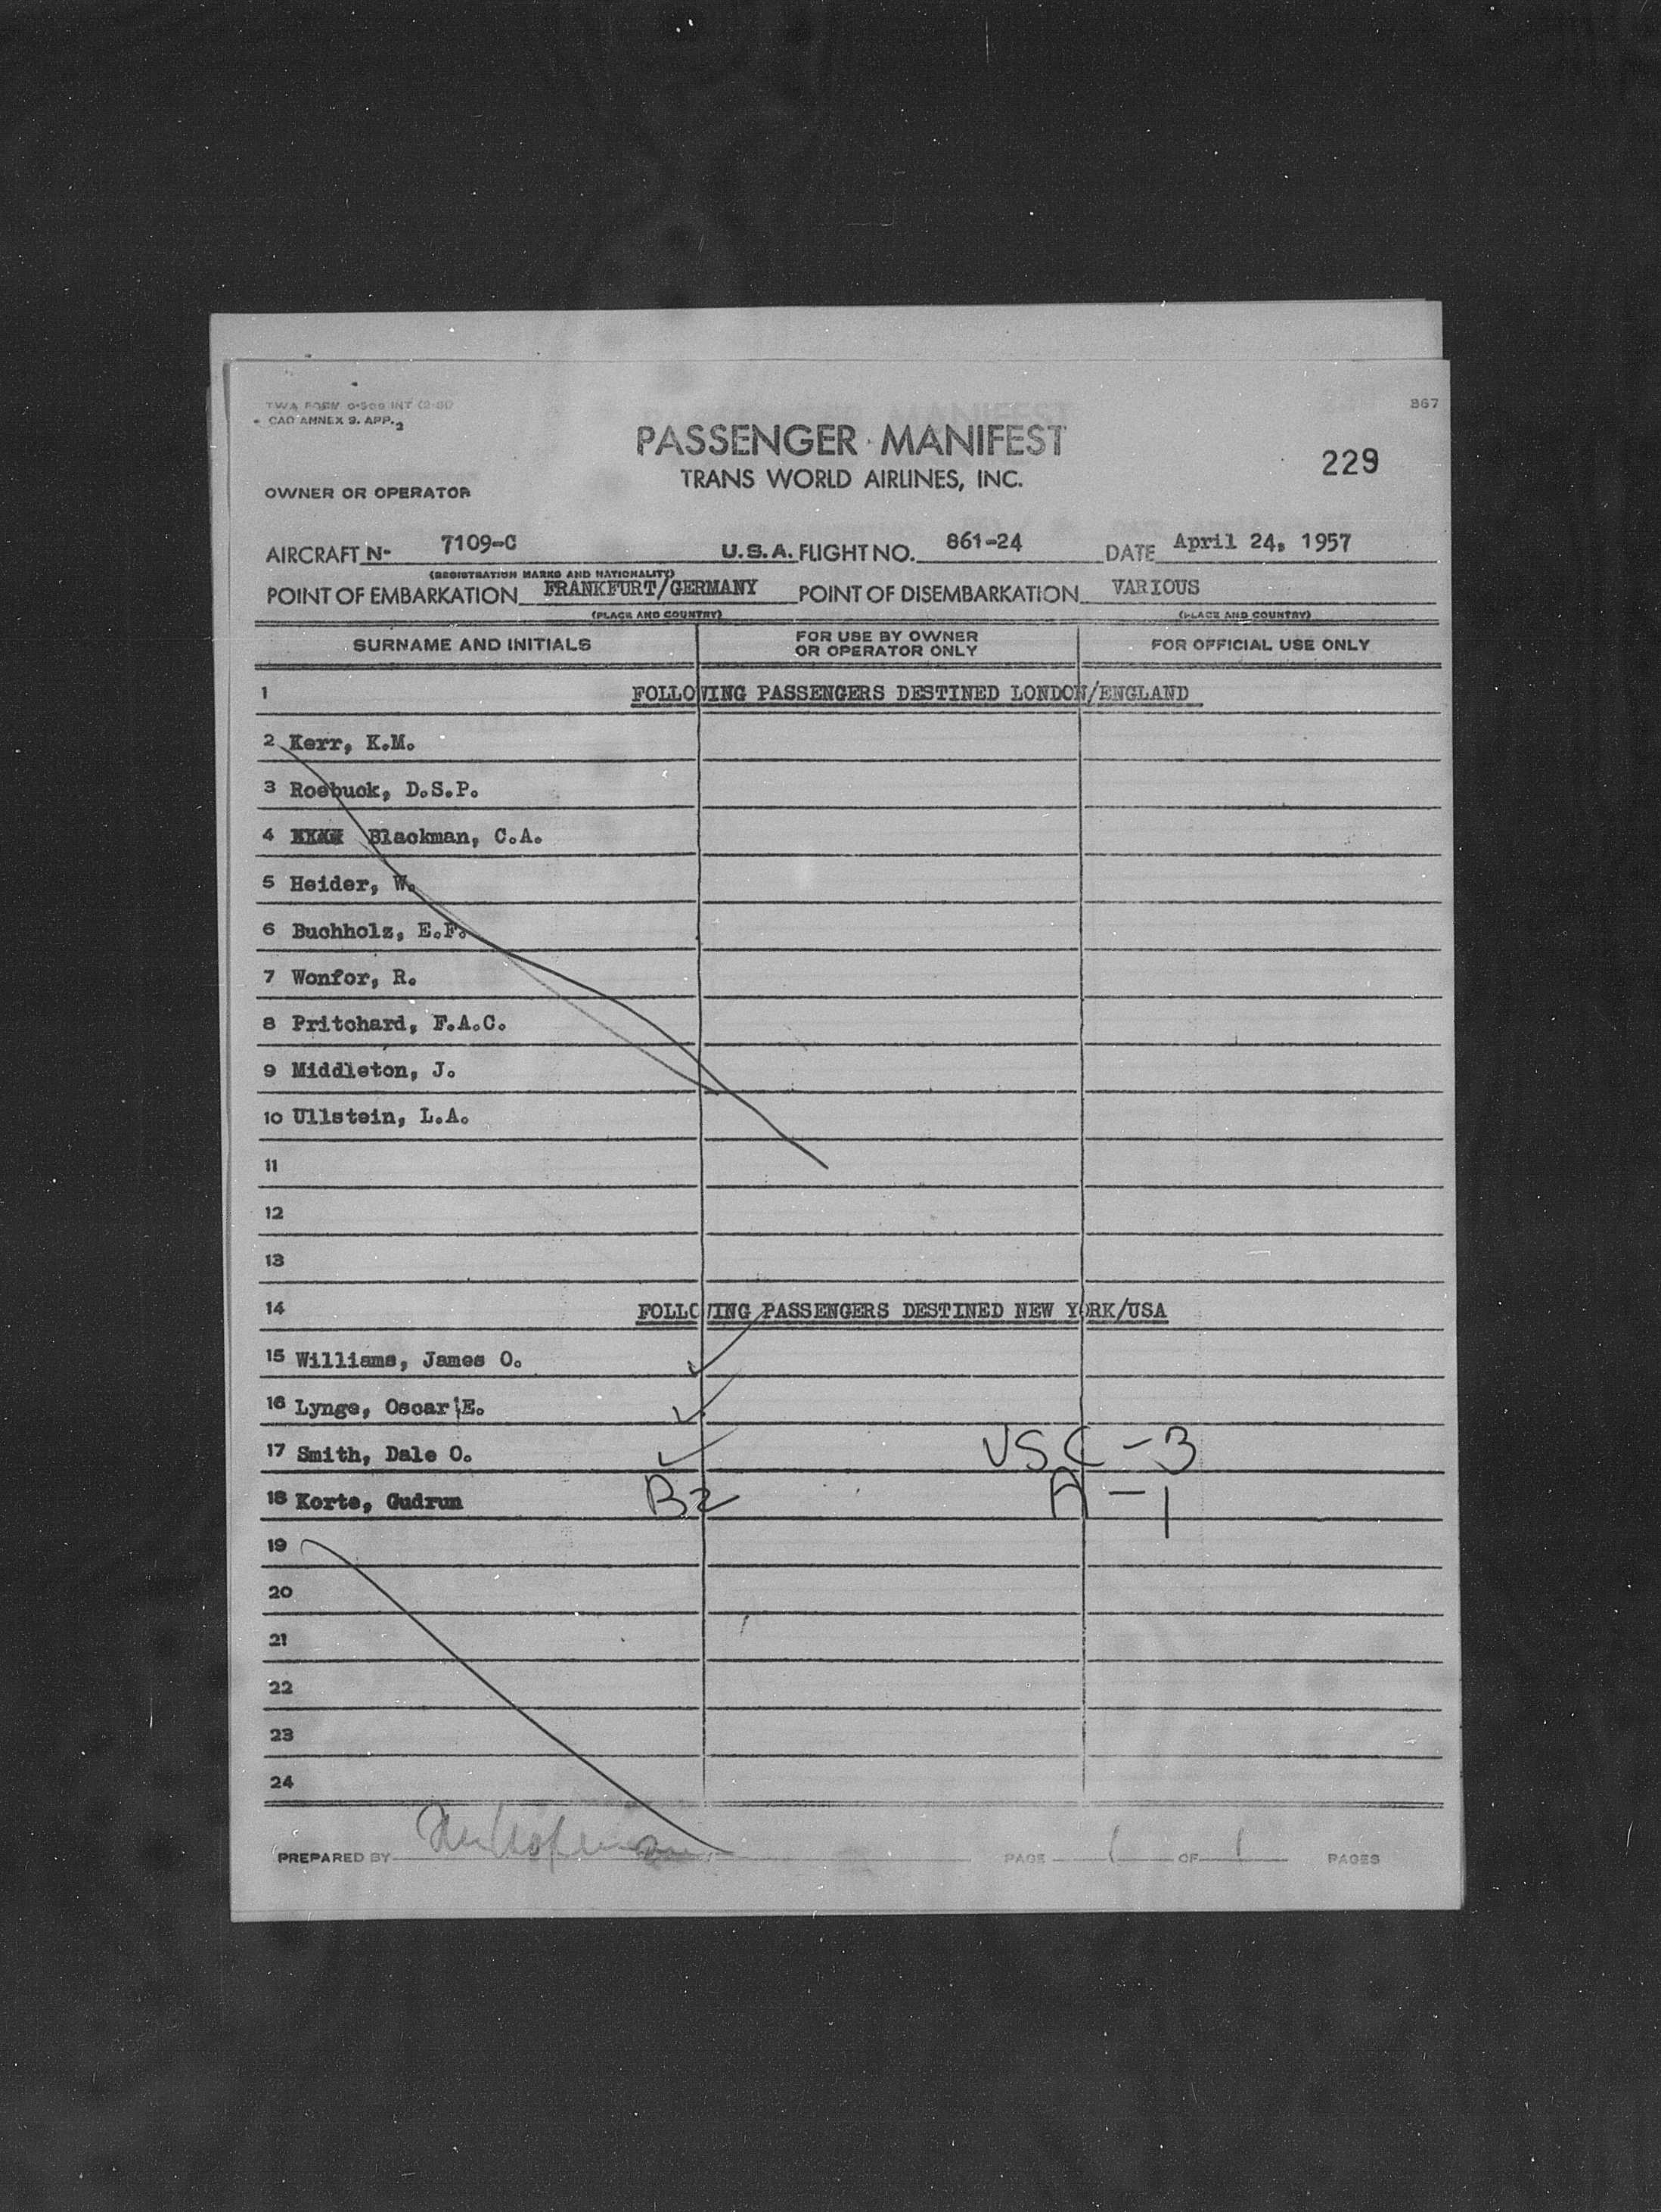 TWA FORM 0-509 INT (2-51)
CAO ANNEX 9. APP. 2
867
PASSENGER MANIFEST
229
TRANS WORLD AIRLINES, INC.
OWNER OR OPERATOR
AIRCRAFT N- 7109-C U.S.A. FLIGHT NO. 861-24 DATE April 24, 1957
(REGISTRATION MARKS AND NATIONALITY)
POINT OF EMBARKATION FRANKFURT/GERMANY POINT OF DISEMBARKATION VARIOUS
(PLACE AND COUNTRY) (PLACE AND COUNTRY)
SURNAME AND INITIALS FOR USE BY OWNER OR OPERATOR ONLY FOR OFFICIAL USE ONLY
1 FOLLOWING PASSENGERS DESTINED LONDON/ENGLAND
2 Kerr, K.M.
3 Roebuck, D.S.P.
4 XXXX Blackman, C.A.
5 Heider, W.
6 Buchholz, E.F.
7 Wonfor, R.
8 Pritchard, F.A.C.
9 Middleton, J.
10 Ullstein, L.A.
11
12
13
14 FOLLOWING PASSENGERS DESTINED NEW YORK/USA
15 Williams, James O. ✓
16 Lynge, Oscar E. ✓
17 Smith, Dale O. ✓ USC - 3
18 Korte, Gudrun B2 A - 1
19
20
21
22
23
24
PREPARED BY PAGE 1 OF 1 PAGES